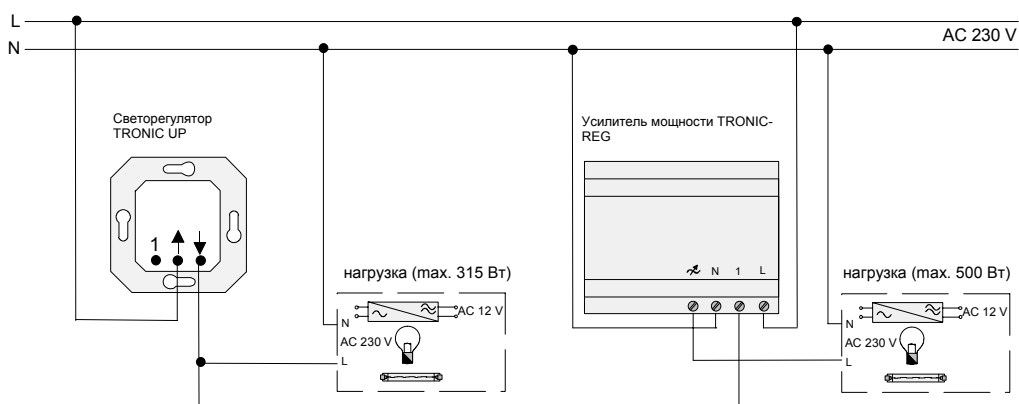 L
N
AC 230 V
Светорегулятор
TRONIC UP
Усилитель мощности TRONIC-
REG
1
N 1 L
нагрузка (max. 315 Вт)
нагрузка (max. 500 Вт)
N
AC 12 V
AC 230 V
L
N
AC 12 V
AC 230 V
L